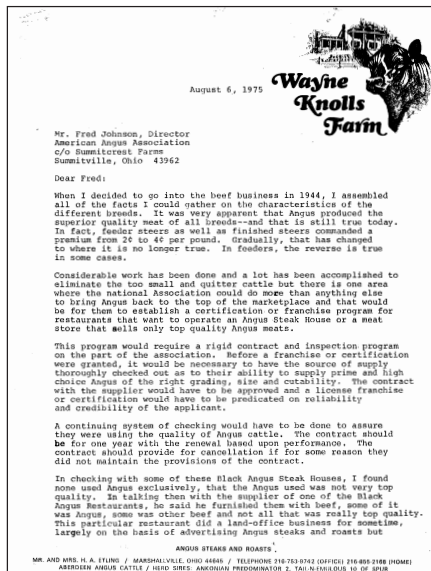 Wayne
Knolls
Farm
August 6, 1975
Mr. Fred Johnson, Director
American Angus Association
c/o Summitcrest Farms
Summitville, Ohio 43962
Dear Fred:
When I decided to go into the beef business in 1944, I assembled
all of the facts I could gather on the characteristics of the
different breeds. It was very apparent that Angus produced the
superior quality meat of all breeds--and that is still true today.
In fact, feeder steers as well as finished steers commanded a
premium from 2¢ to 4¢ per pound. Gradually, that has changed
to where it is no longer true. In feeders, the reverse is true
in some cases.
Considerable work has been done and a lot has been accomplished to
eliminate the too small and quitter cattle but there is one area
where the national Association could do more than anything else
to bring Angus back to the top of the marketplace and that would
be for them to establish a certification or franchise program for
restaurants that want to operate an Angus Steak House or a meat
store that sells only top quality Angus meats.
This program would require a rigid contract and inspection program
on the part of the association. Before a franchise or certification
were granted, it would be necessary to have the source of supply
thoroughly checked out as to their ability to supply prime and high
choice Angus of the right grading, size and cutability. The contract
with the supplier would have to be approved and a license franchise
or certification would have to be predicated on reliability
and credibility of the applicant.
A continuing system of checking would have to be done to assure
they were using the quality of Angus cattle. The contract should
be for one year with renewal based upon performance. The
contract should provide for cancellation if for some reason they
did not maintain the provisions of the contract.
In checking with some of these Black Angus Steak Houses, I found
none used Angus exclusively, that the Angus used was not very top
quality. In talking then with the supplier of one of the Black
Angus Restaurants, he said he furnished them with beef, some of it
was Angus, some was other beef and not all that was really top quality.
This particular restaurant did a land-office business for sometime,
largely on the basis of advertising Angus steaks and roasts but
ANGUS STEAKS AND ROASTS
MR. AND MRS. H. A. ETLING / MARSHALLVILLE, OHIO 44645 / TELEPHONE 216-753-9742 (OFFICE) 216-855-2168 (HOME)
ABERDEEN ANGUS CATTLE / HERD SIRES: ANKONIAN PREDOMINATOR 2, TAIL-N-FABULOUS 10 OF SPUR